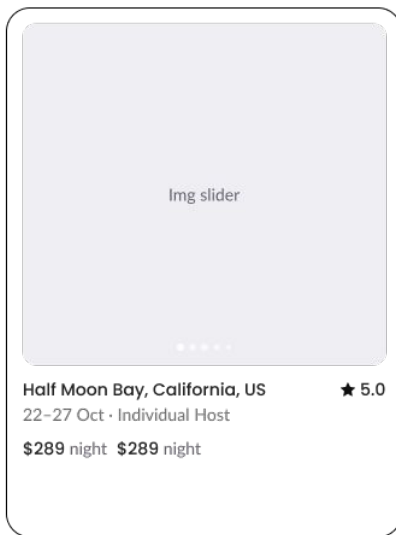 Img slider
Half Moon Bay, California, US ★ 5.0
22–27 Oct · Individual Host
$289 night $289 night